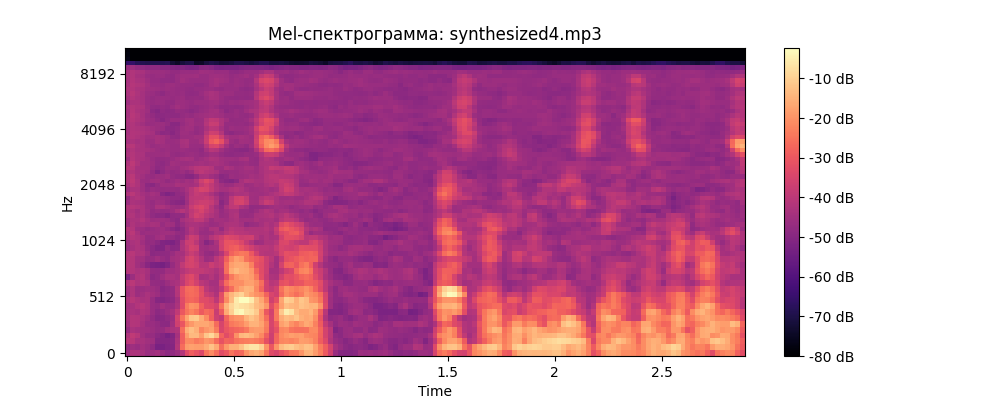 Mel-спектрограмма: synthesized4.mp3
8192
4096
2048
1024
512
0
Hz
0
0.5
1
1.5
2
2.5
Time
-10 dB
-20 dB
-30 dB
-40 dB
-50 dB
-60 dB
-70 dB
-80 dB